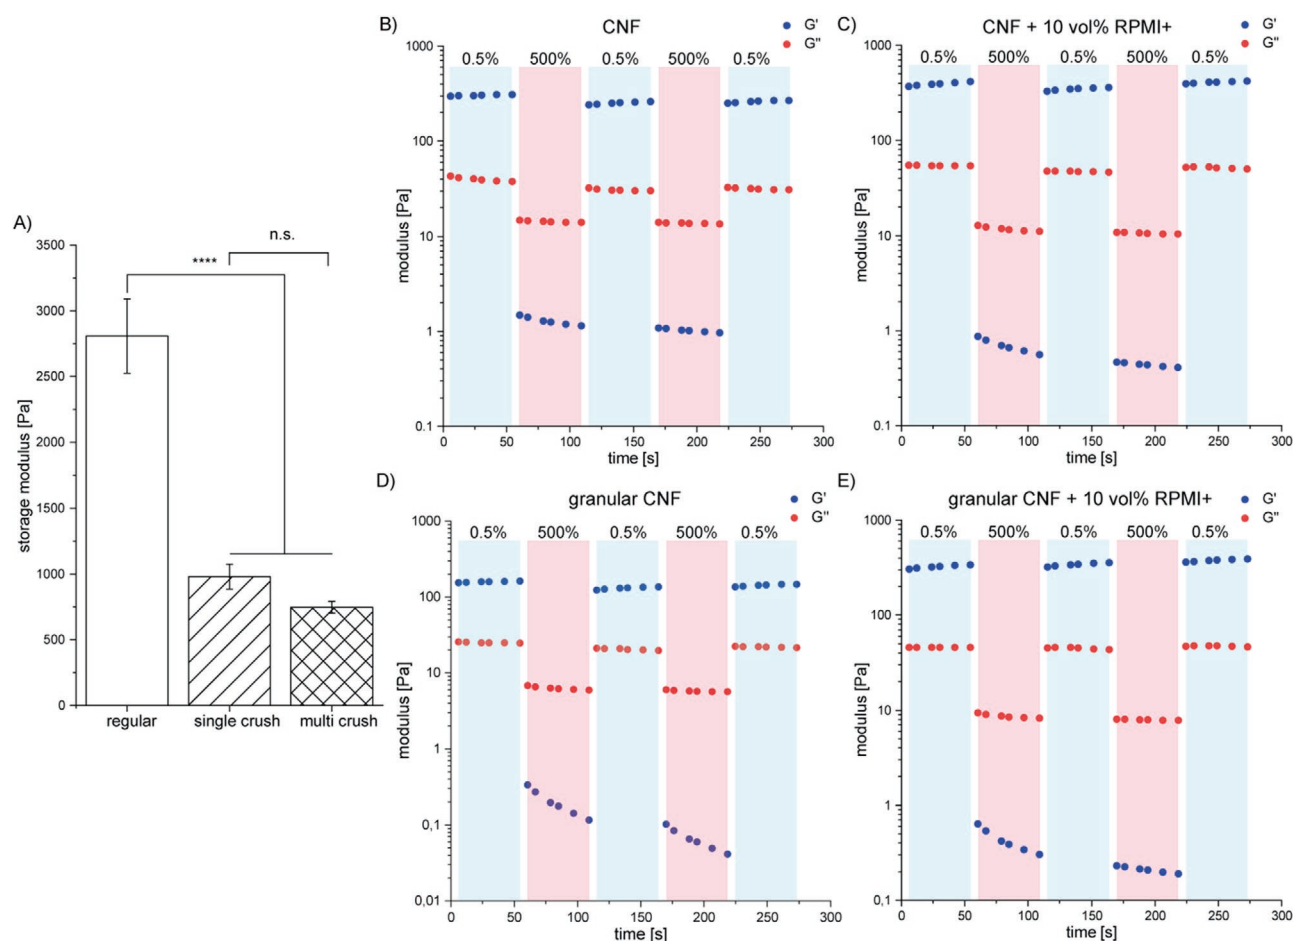 A)
n.s.
****
storage modulus [Pa]
3500
3000
2500
2000
1500
1000
500
0
regular
single crush
multi crush
B)
CNF
G'
G"
0.5%
500%
0.5%
500%
0.5%
modulus [Pa]
1000
100
10
1
0.1
0
50
100
150
200
250
300
time [s]
C)
CNF + 10 vol% RPMI+
G'
G"
0.5%
500%
0.5%
500%
0.5%
modulus [Pa]
1000
100
10
1
0.1
0
50
100
150
200
250
300
time [s]
D)
granular CNF
G'
G"
0.5%
500%
0.5%
500%
0.5%
modulus [Pa]
1000
100
10
1
0,1
0,01
0
50
100
150
200
250
300
time [s]
E)
granular CNF + 10 vol% RPMI+
G'
G"
0.5%
500%
0.5%
500%
0.5%
modulus [Pa]
1000
100
10
1
0,1
0
50
100
150
200
250
300
time [s]